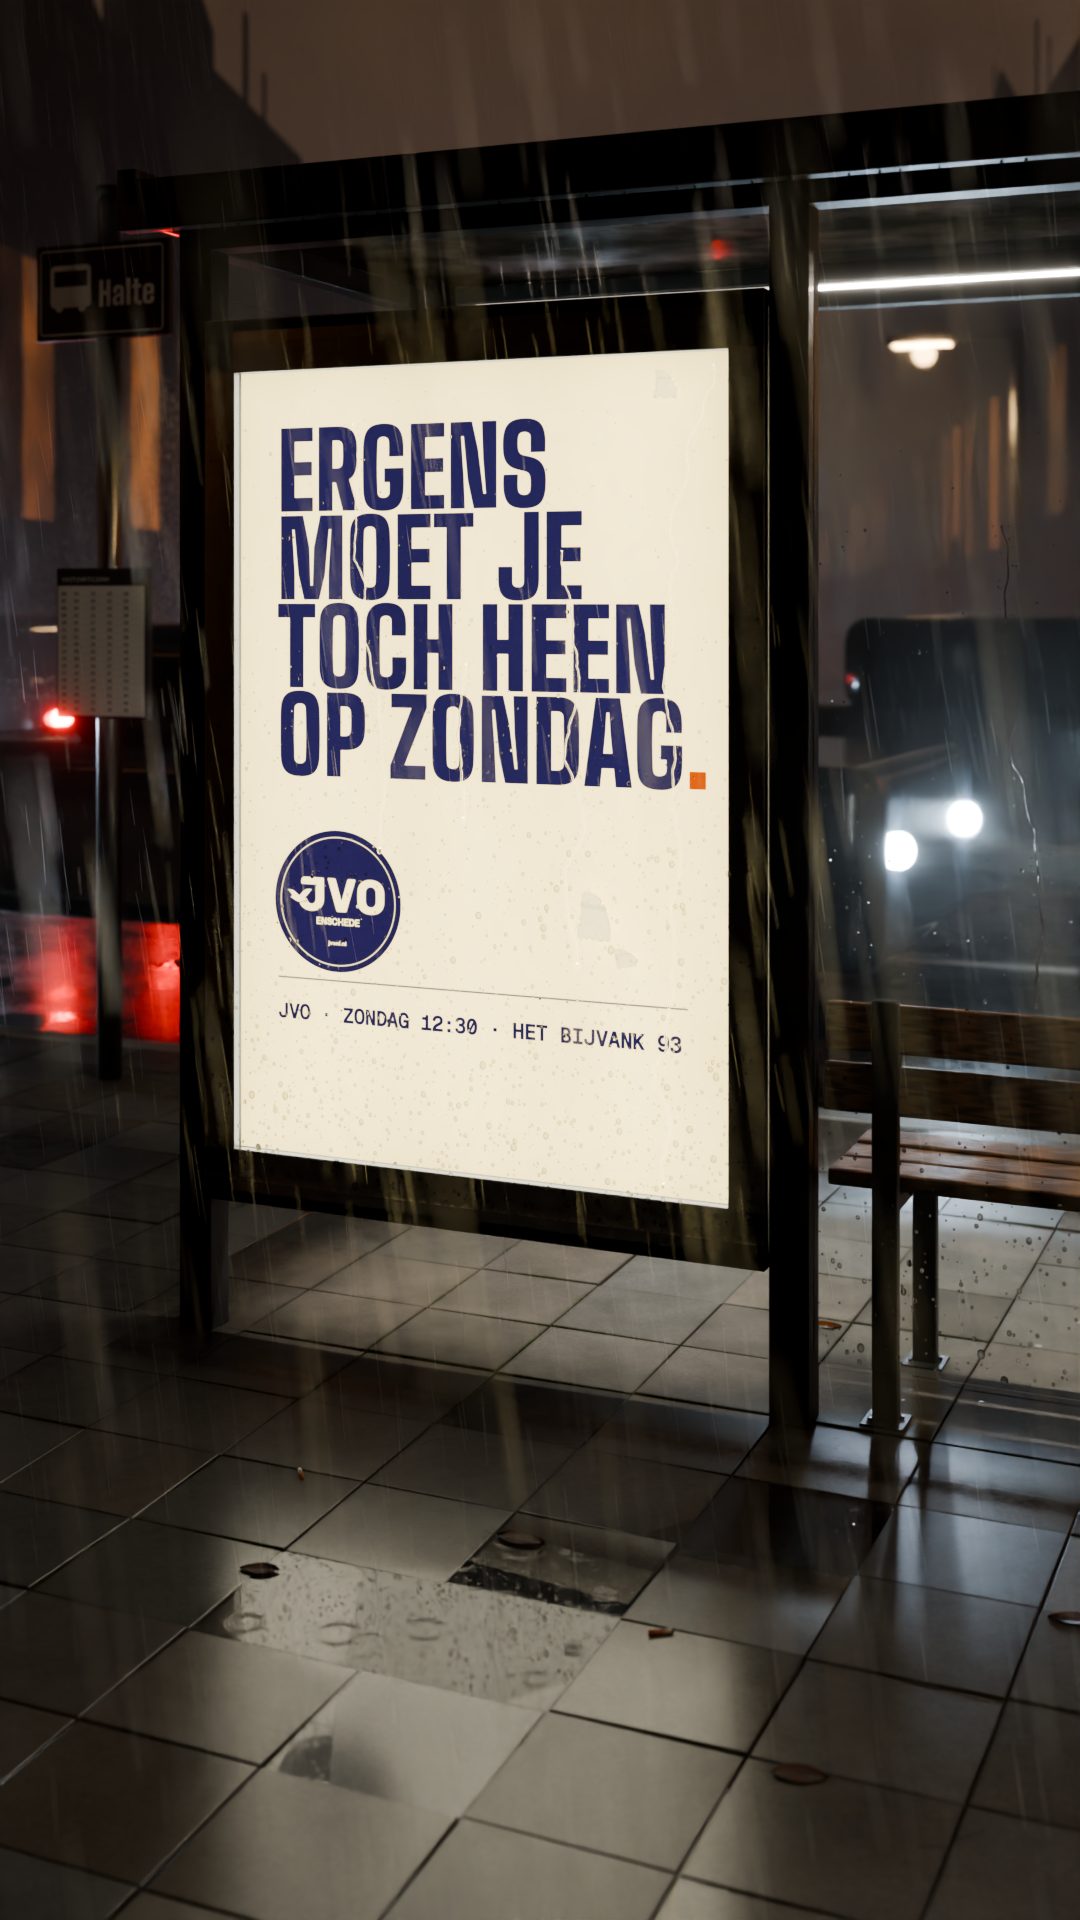 Halte
ERGENS
MOET JE
TOCH HEEN
OP ZONDAG.
JVO
ENSCHEDE
JVO · ZONDAG 12:30 · HET BIJVANK 93